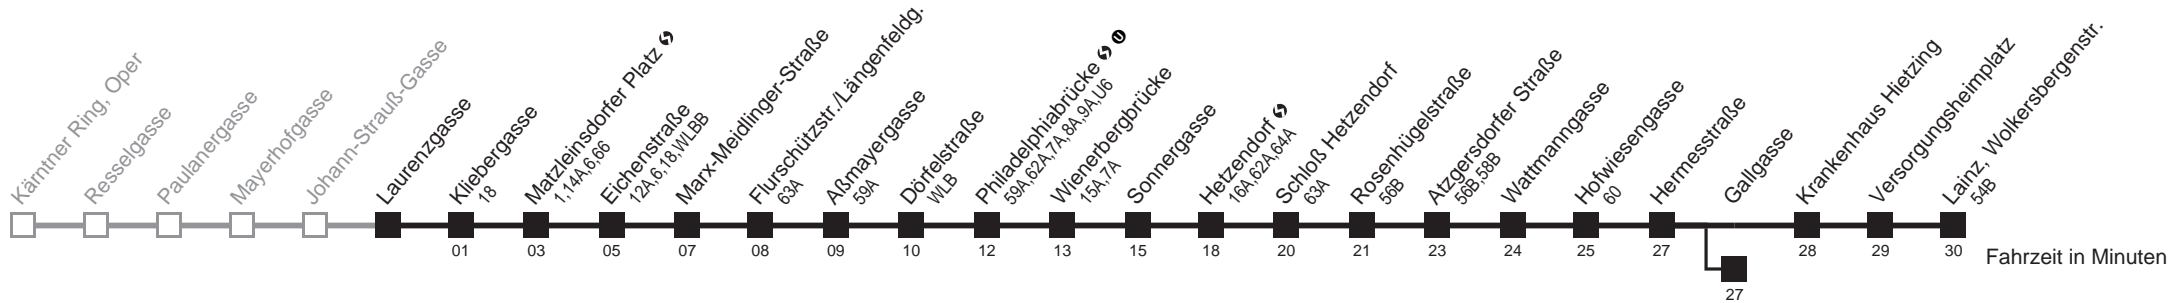 Kärntner Ring, Oper
Resselgasse
Paulanergasse
Mayerhofgasse
Johann-Strauß-Gasse
Laurenzgasse
Kliebergasse
18
01
Matzleinsdorfer Platz S
1,14A,6,66
03
Eichenstraße
12A,6,18,WLBB
05
Marx-Meidlinger-Straße
07
Flurschützstr./Längenfeldg.
63A
08
Aßmayergasse
59A
09
Dörfelstraße
WLB
10
Philadelphiabrücke S U
59A,62A,7A,8A,9A,U6
12
Wienerbergbrücke
15A,7A
13
Sonnergasse
15
Hetzendorf S
16A,62A,64A
18
Schloß Hetzendorf
63A
20
Rosenhügelstraße
56B
21
Atzgersdorfer Straße
56B,58B
23
Wattmanngasse
24
Hofwiesengasse
60
25
Hermesstraße
27
Gallgasse
27
Krankenhaus Hietzing
28
Versorgungsheimplatz
29
Lainz, Wolkersbergenstr.
54B
30
Fahrzeit in Minuten